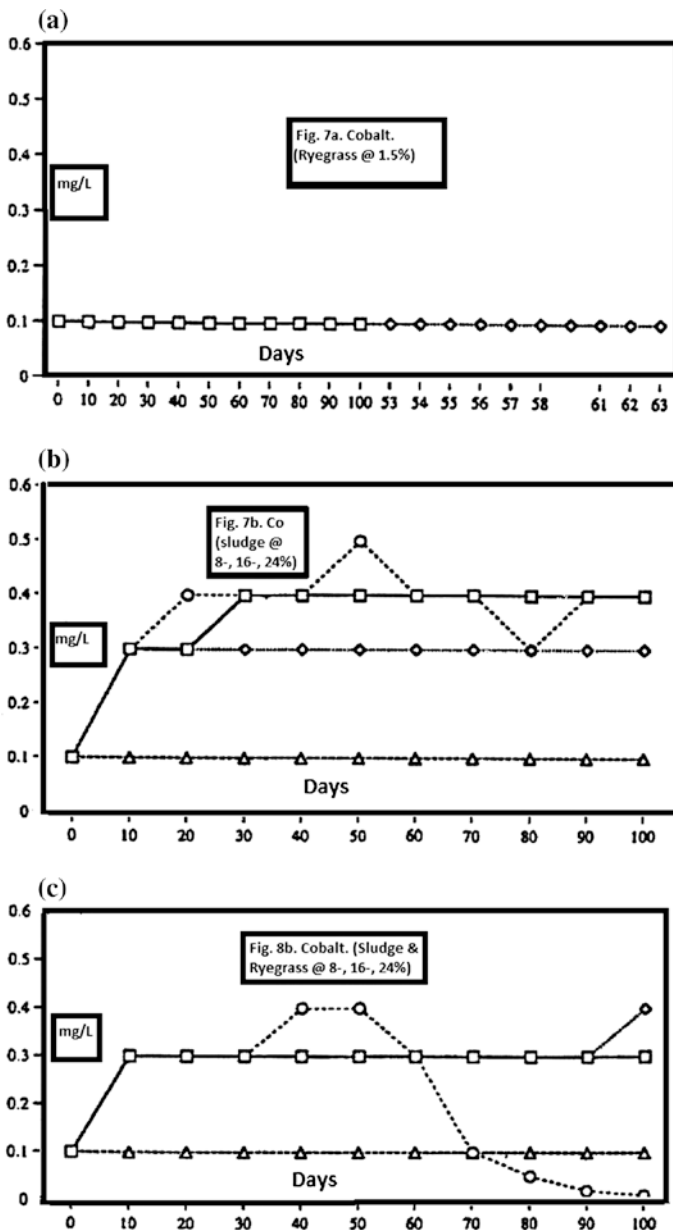 (a)
0.6
0.5
0.4
0.3
0.2
0.1
0
Fig. 7a. Cobalt.
(Ryegrass @ 1.5%)
mg/L
Days
0 10 20 30 40 50 60 70 80 90 100 53 54 55 56 57 58 61 62 63
(b)
0.6
0.5
0.4
0.3
0.2
0.1
0
Fig. 7b. Co
(sludge @
8-, 16-, 24%)
mg/L
Days
0 10 20 30 40 50 60 70 80 90 100
(c)
0.6
0.5
0.4
0.3
0.2
0.1
0
Fig. 8b. Cobalt. (Sludge &
Ryegrass @ 8-, 16-, 24%)
mg/L
Days
0 10 20 30 40 50 60 70 80 90 100